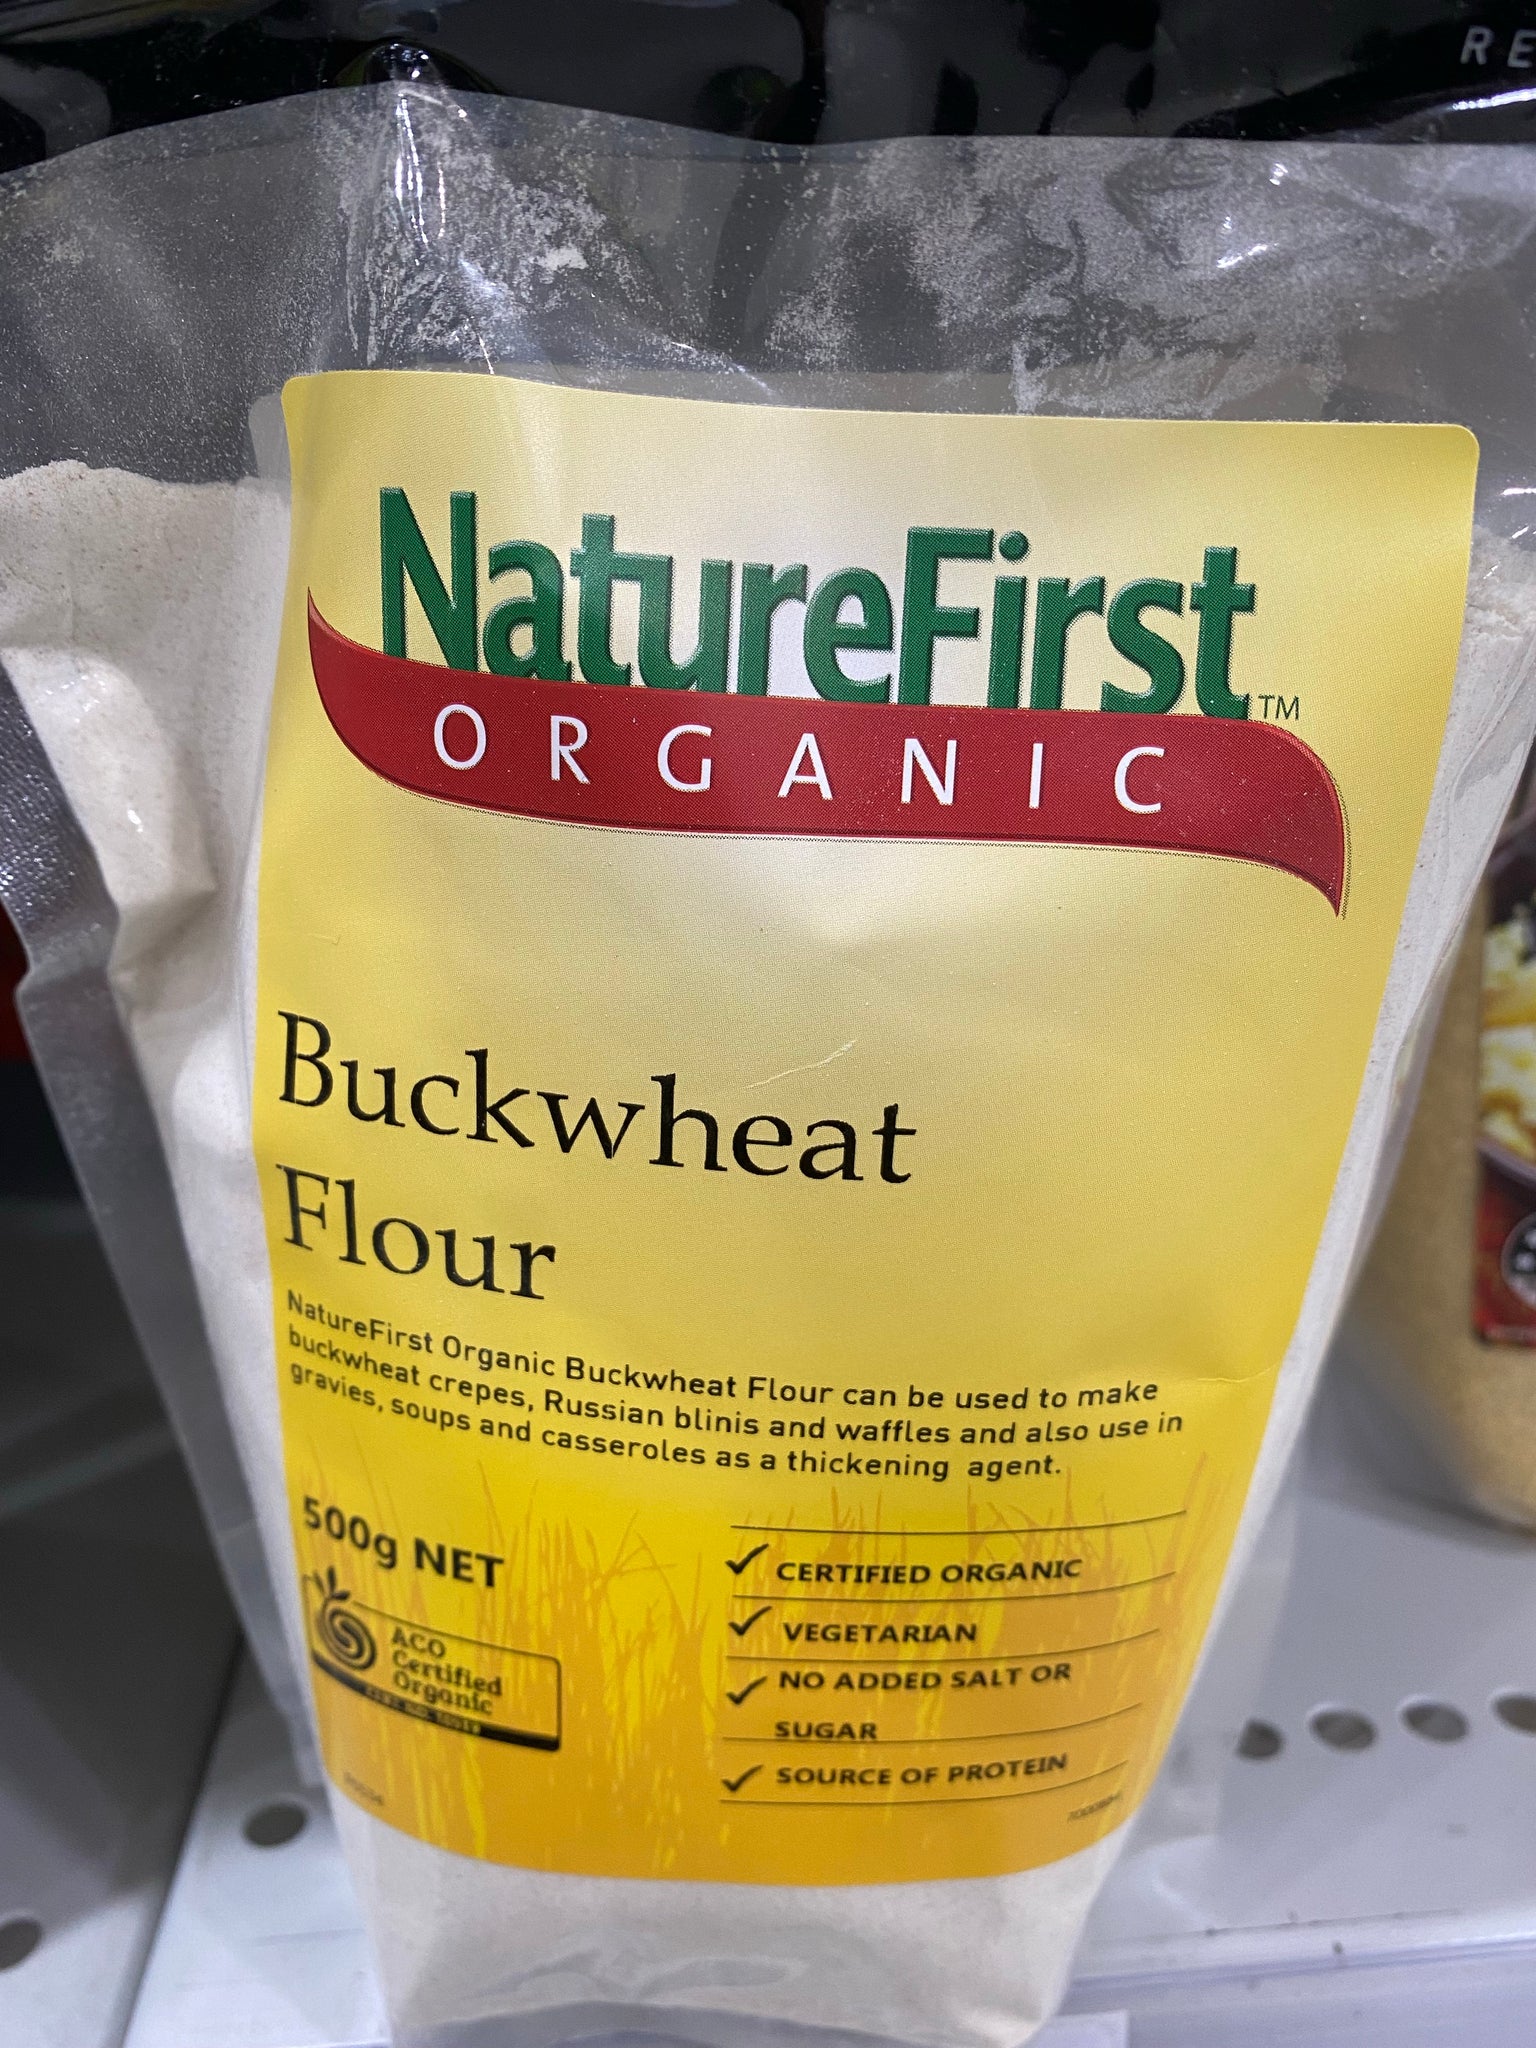 RE
NatureFirst™
ORGANIC
Buckwheat
Flour
NatureFirst Organic Buckwheat Flour can be used to make
buckwheat crepes, Russian blinis and waffles and also use in
gravies, soups and casseroles as a thickening agent.
500g NET
ACO
Certified
Organic
✓ CERTIFIED ORGANIC
✓ VEGETARIAN
✓ NO ADDED SALT OR
SUGAR
✓ SOURCE OF PROTEIN